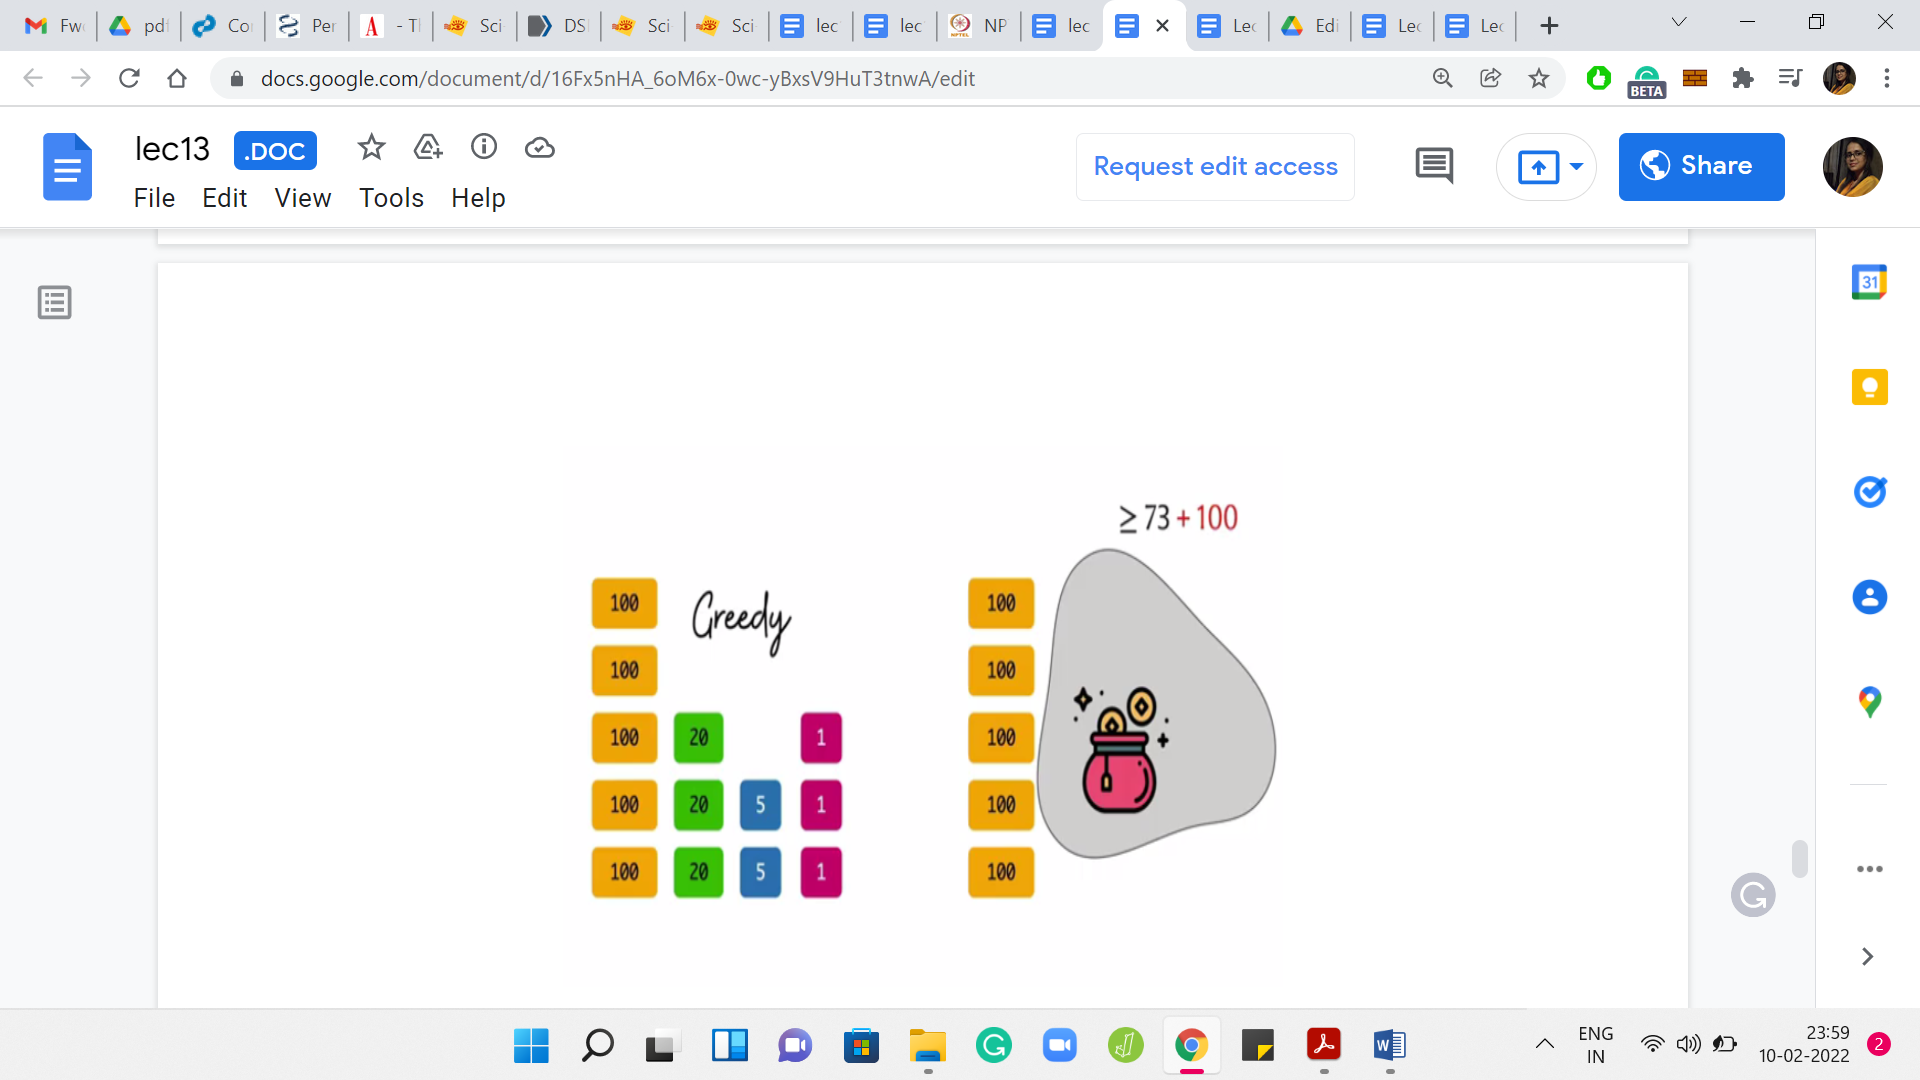 Fw
pdf
Co
Per
- Tl
Sci
DS
Sci
Sci
lec
lec
NP
lec
Lec
Edi
Lec
Lec
docs.google.com/document/d/16Fx5nHA_6oM6x-0wc-yBxsV9HuT3tnwA/edit
BETA
lec13 .DOC
Request edit access
Share
File Edit View Tools Help
31
≥ 73 + 100
100 Greedy 100
100 100
100 20 1 100
100 20 5 1 100
100 20 5 1 100
ENG
IN
23:59
10-02-2022
2